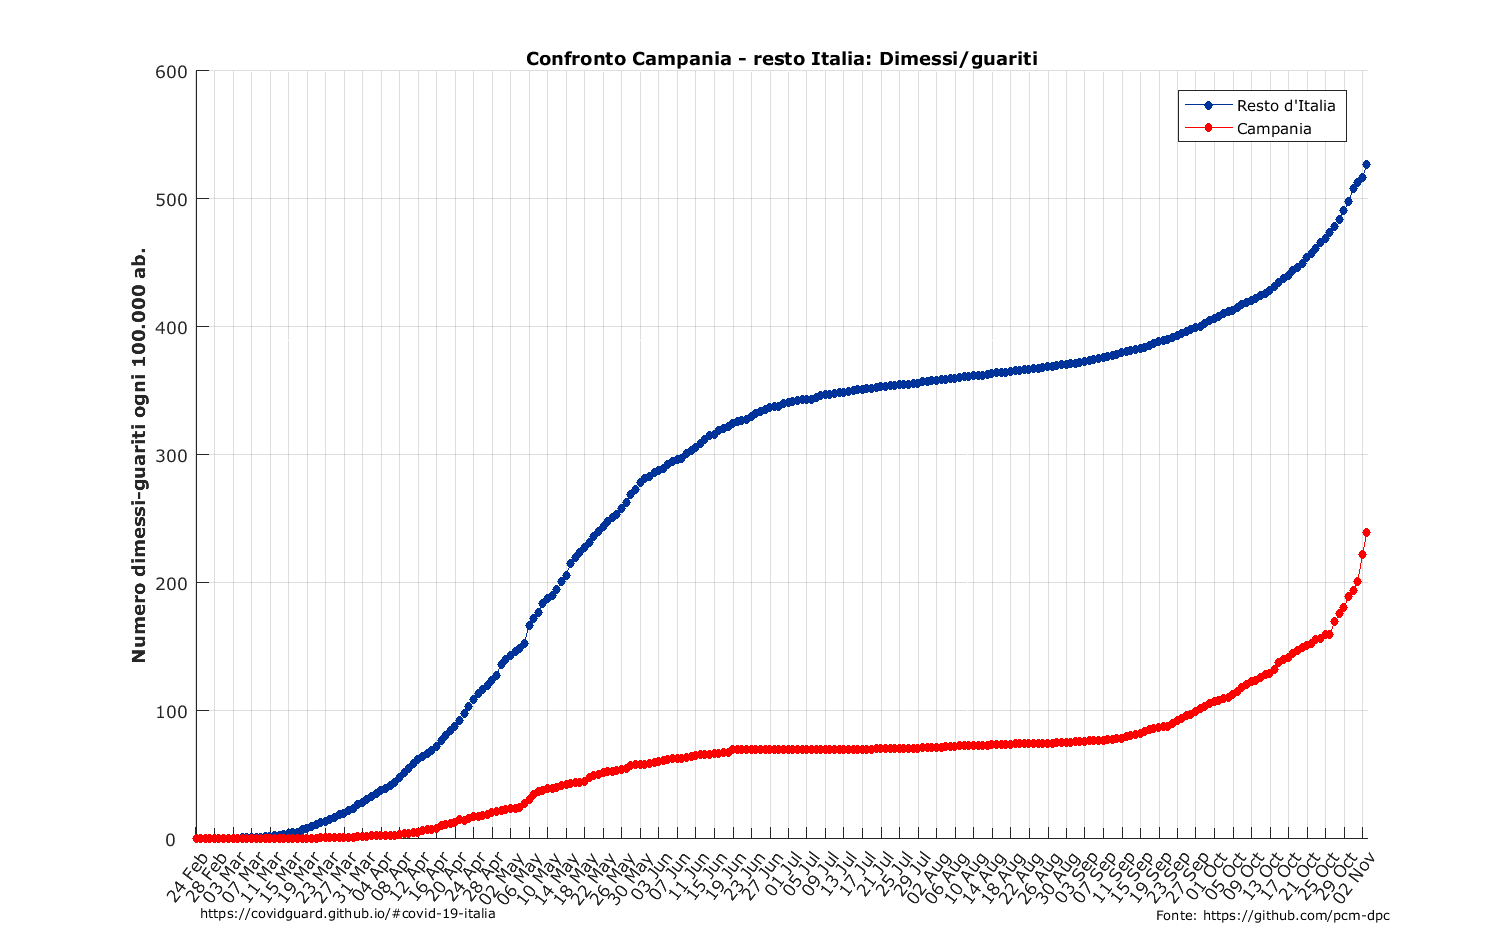 Confronto Campania - resto Italia: Dimessi/guariti
Resto d'Italia
Campania
Numero dimessi-guariti ogni 100.000 ab.
600
500
400
300
200
100
0
24 Feb
28 Feb
03 Mar
07 Mar
11 Mar
15 Mar
19 Mar
23 Mar
27 Mar
31 Mar
04 Apr
08 Apr
12 Apr
16 Apr
20 Apr
24 Apr
28 Apr
02 May
06 May
10 May
14 May
18 May
22 May
26 May
30 May
03 Jun
07 Jun
11 Jun
15 Jun
19 Jun
23 Jun
27 Jun
01 Jul
05 Jul
09 Jul
13 Jul
17 Jul
21 Jul
25 Jul
29 Jul
02 Aug
06 Aug
10 Aug
14 Aug
18 Aug
22 Aug
26 Aug
30 Aug
03 Sep
07 Sep
11 Sep
15 Sep
19 Sep
23 Sep
27 Sep
01 Oct
05 Oct
09 Oct
13 Oct
17 Oct
21 Oct
25 Oct
29 Oct
02 Nov
https://covidguard.github.io/#covid-19-italia
Fonte: https://github.com/pcm-dpc